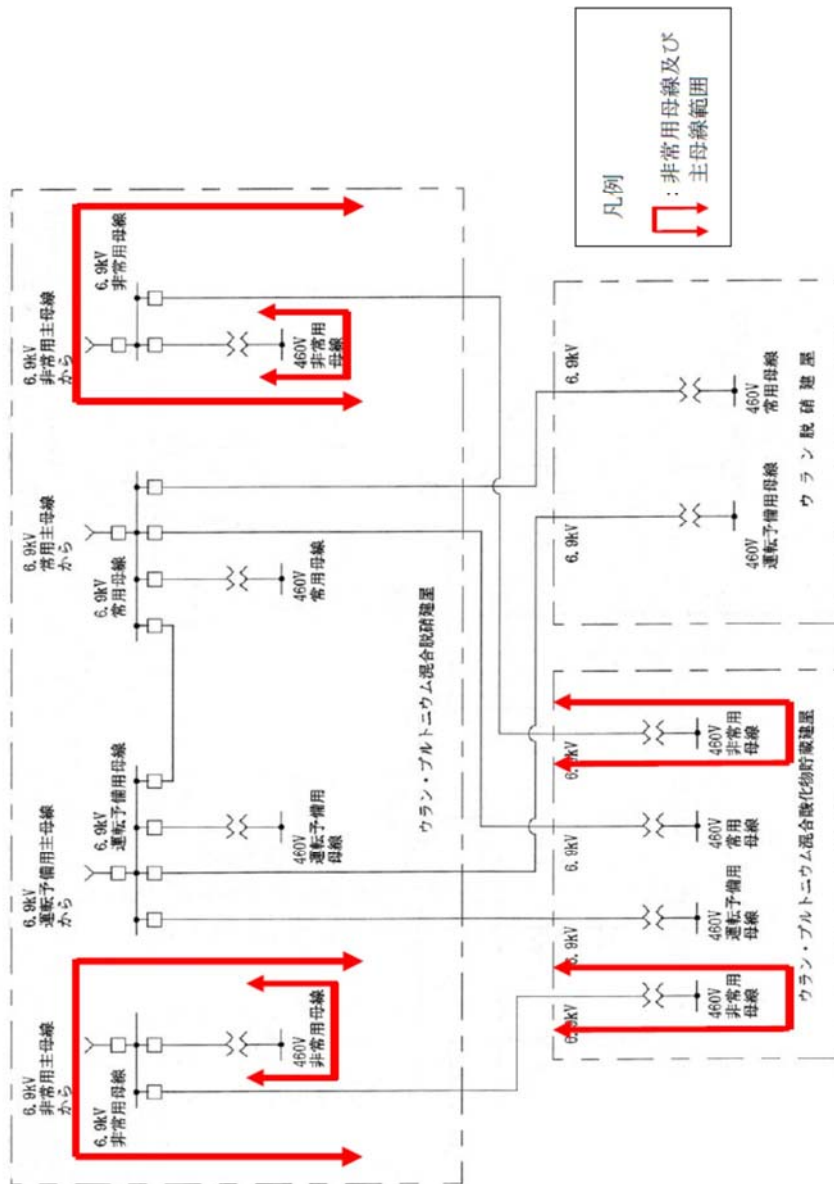 6.9kV
非常用主母線
から
6.9kV
非常用母線
460V
非常用母線
6.9kV
運転予備用主母線
から
6.9kV
運転予備用母線
460V
運転予備用
母線
6.9kV
常用主母線
から
6.9kV
常用母線
460V
常用母線
6.9kV
非常用主母線
から
6.9kV
非常用母線
460V
非常用
母線
ウラン・プルトニウム混合脱硝建屋
6.9kV
460V
非常用
母線
6.9kV
460V
運転予備用
母線
6.9kV
460V
常用
母線
6.9kV
460V
非常用
母線
ウラン・プルトニウム混合酸化物貯蔵建屋
6.9kV
460V
運転予備用母線
6.9kV
460V
常用母線
ウラン脱硝建屋
凡例
：非常用母線及び
主母線範囲